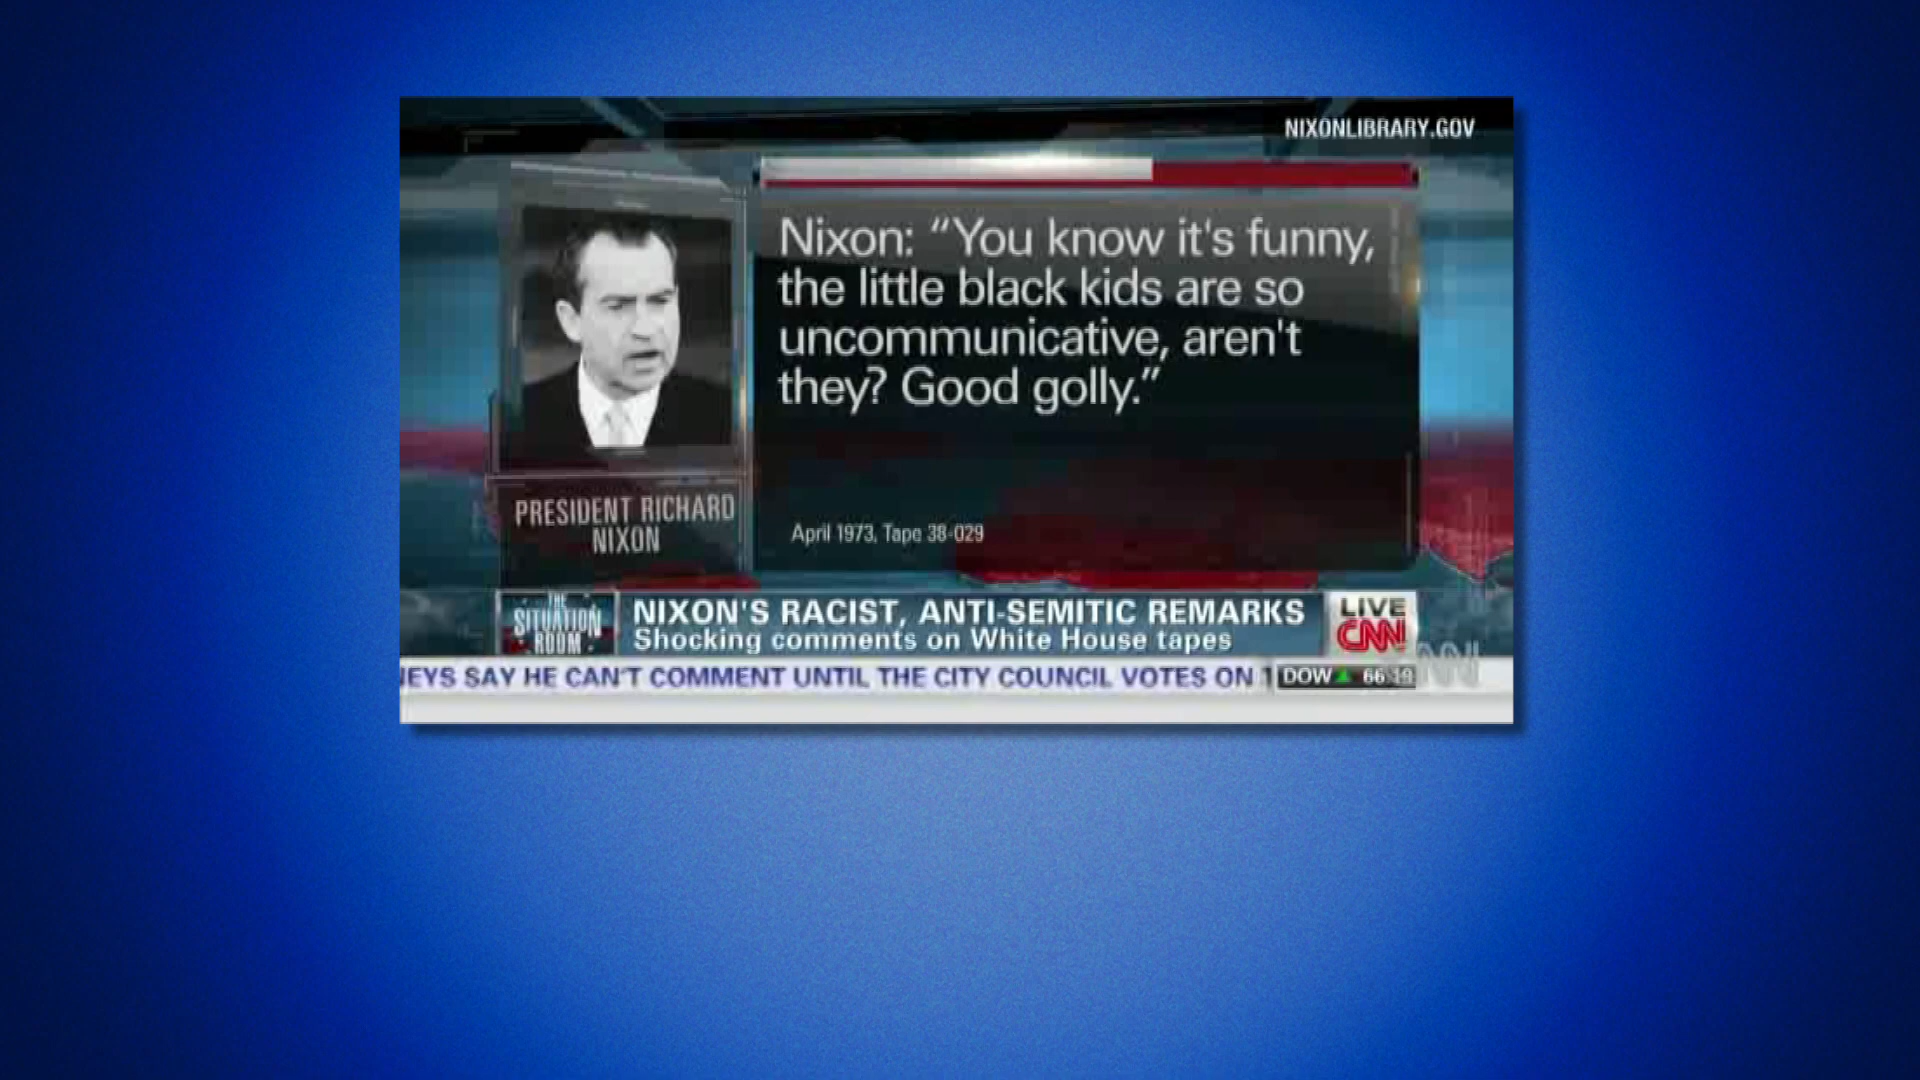 NIXONLIBRARY.GOV
Nixon: “You know it's funny,
the little black kids are so
uncommunicative, aren't
they? Good golly.”
April 1973, Tape 38-029
PRESIDENT RICHARD
NIXON
THE
SITUATION
ROOM
NIXON'S RACIST, ANTI-SEMITIC REMARKS
Shocking comments on White House tapes
LIVE
CNN
NEYS SAY HE CAN'T COMMENT UNTIL THE CITY COUNCIL VOTES ON
DOW ▲